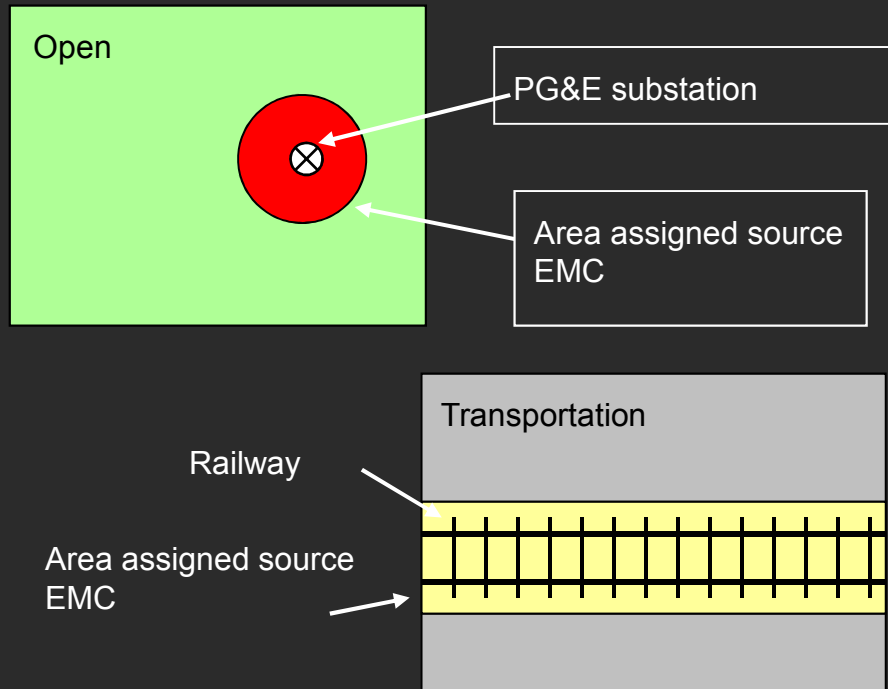 Open
PG&E substation
Area assigned source
EMC
Transportation
Railway
Area assigned source
EMC